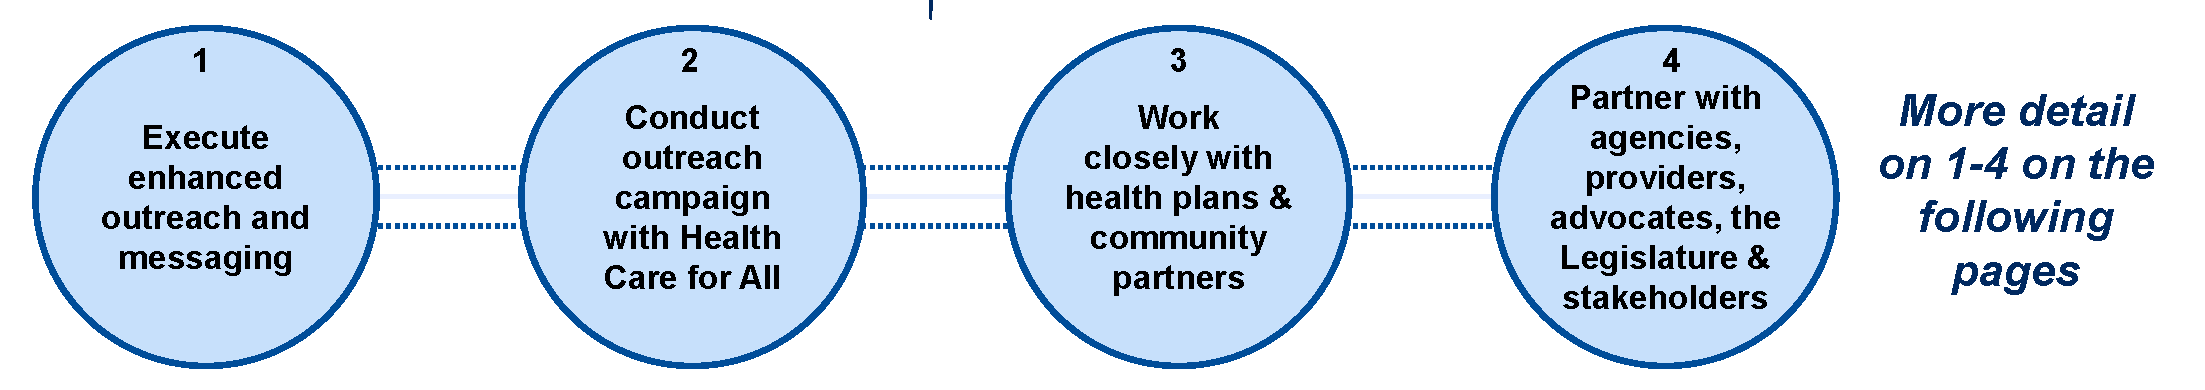 1
Execute
enhanced
outreach and
messaging
2
Conduct
outreach
campaign
with Health
Care for All
3
Work
closely with
health plans &
community
partners
4
Partner with
agencies,
providers,
advocates, the
Legislature &
stakeholders
More detail
on 1-4 on the
following
pages